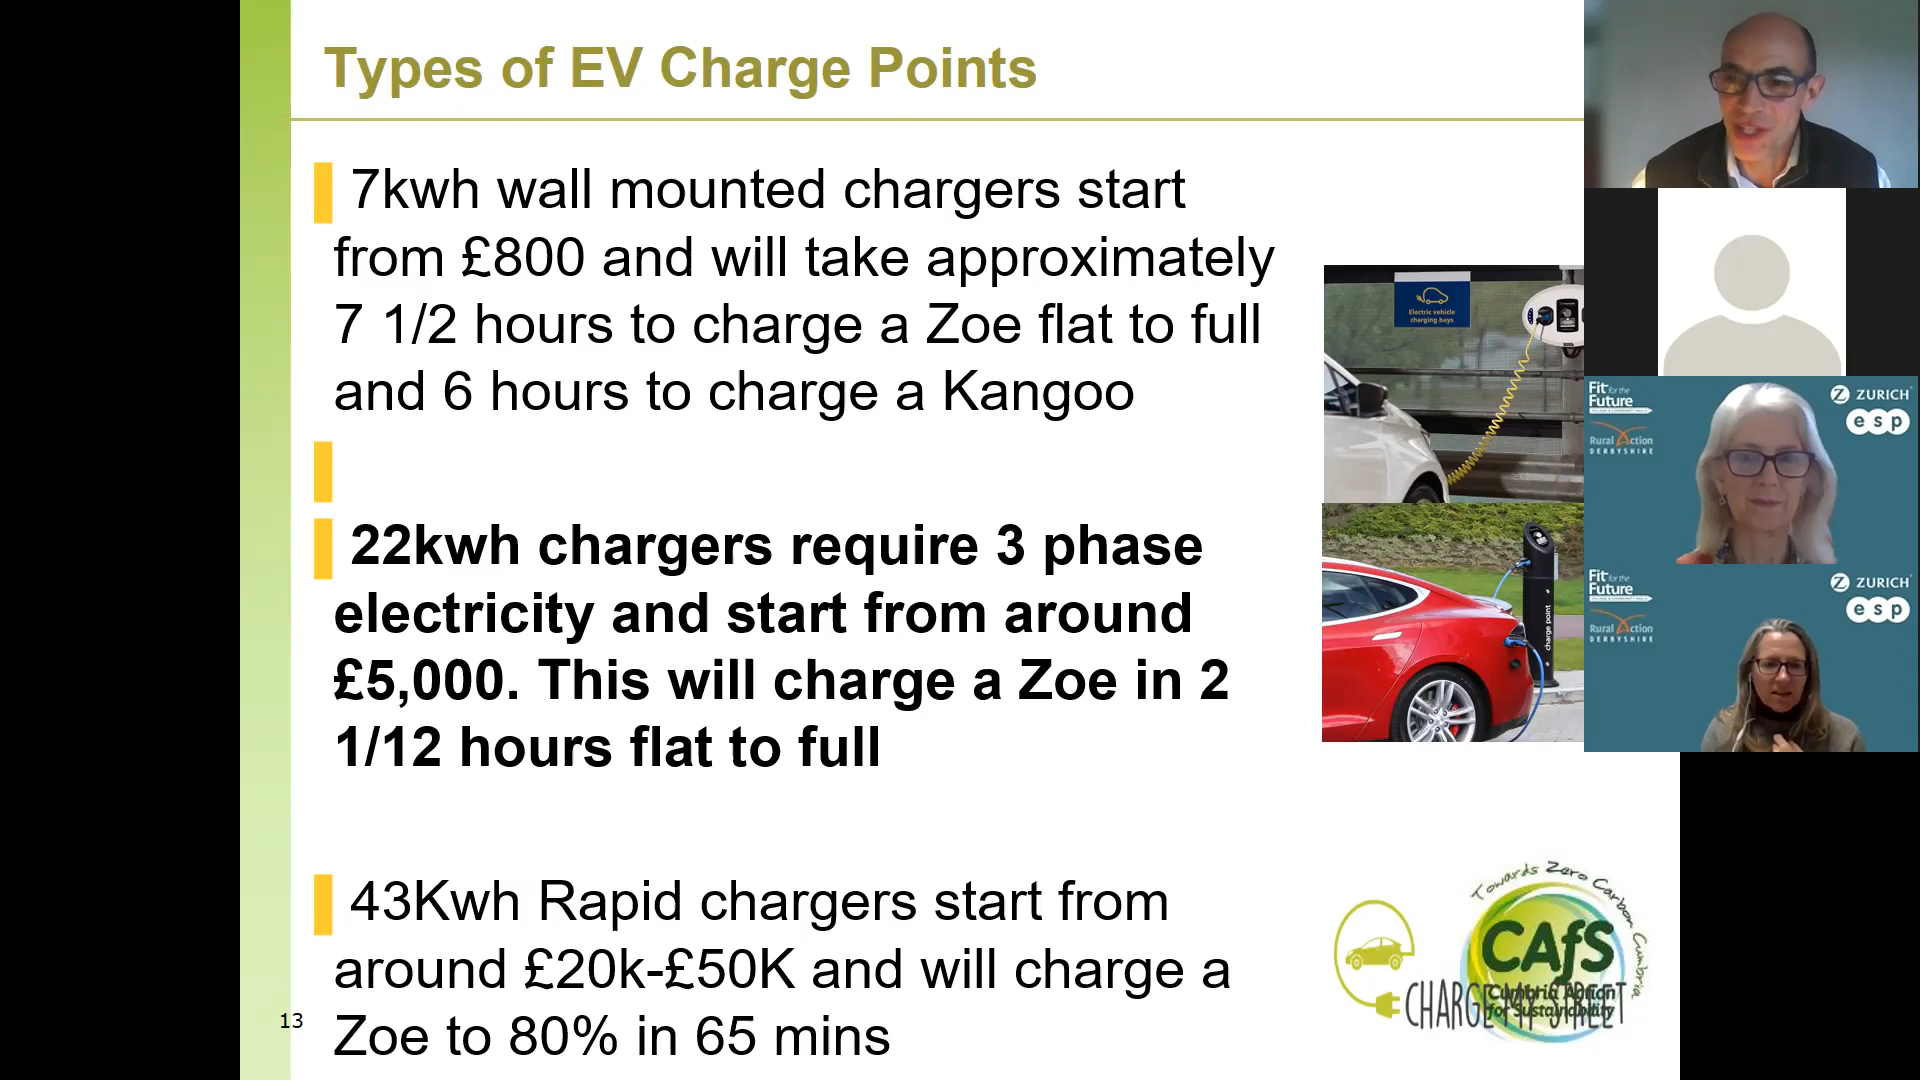 Types of EV Charge Points
7kwh wall mounted chargers start
from £800 and will take approximately
7 1/2 hours to charge a Zoe flat to full
and 6 hours to charge a Kangoo
22kwh chargers require 3 phase
electricity and start from around
£5,000. This will charge a Zoe in 2
1/12 hours flat to full
43Kwh Rapid chargers start from
around £20k-£50K and will charge a
Zoe to 80% in 65 mins
13
Electric vehicle
charging bays
charge point
CHARGE MY STREET
Towards Zero Carbon Cumbria
CAfS
Cumbria Action
for Sustainability
Fit for the
Future
Rural Action
DERBYSHIRE
ZURICH
esp
Fit for the
Future
Rural Action
DERBYSHIRE
ZURICH
esp